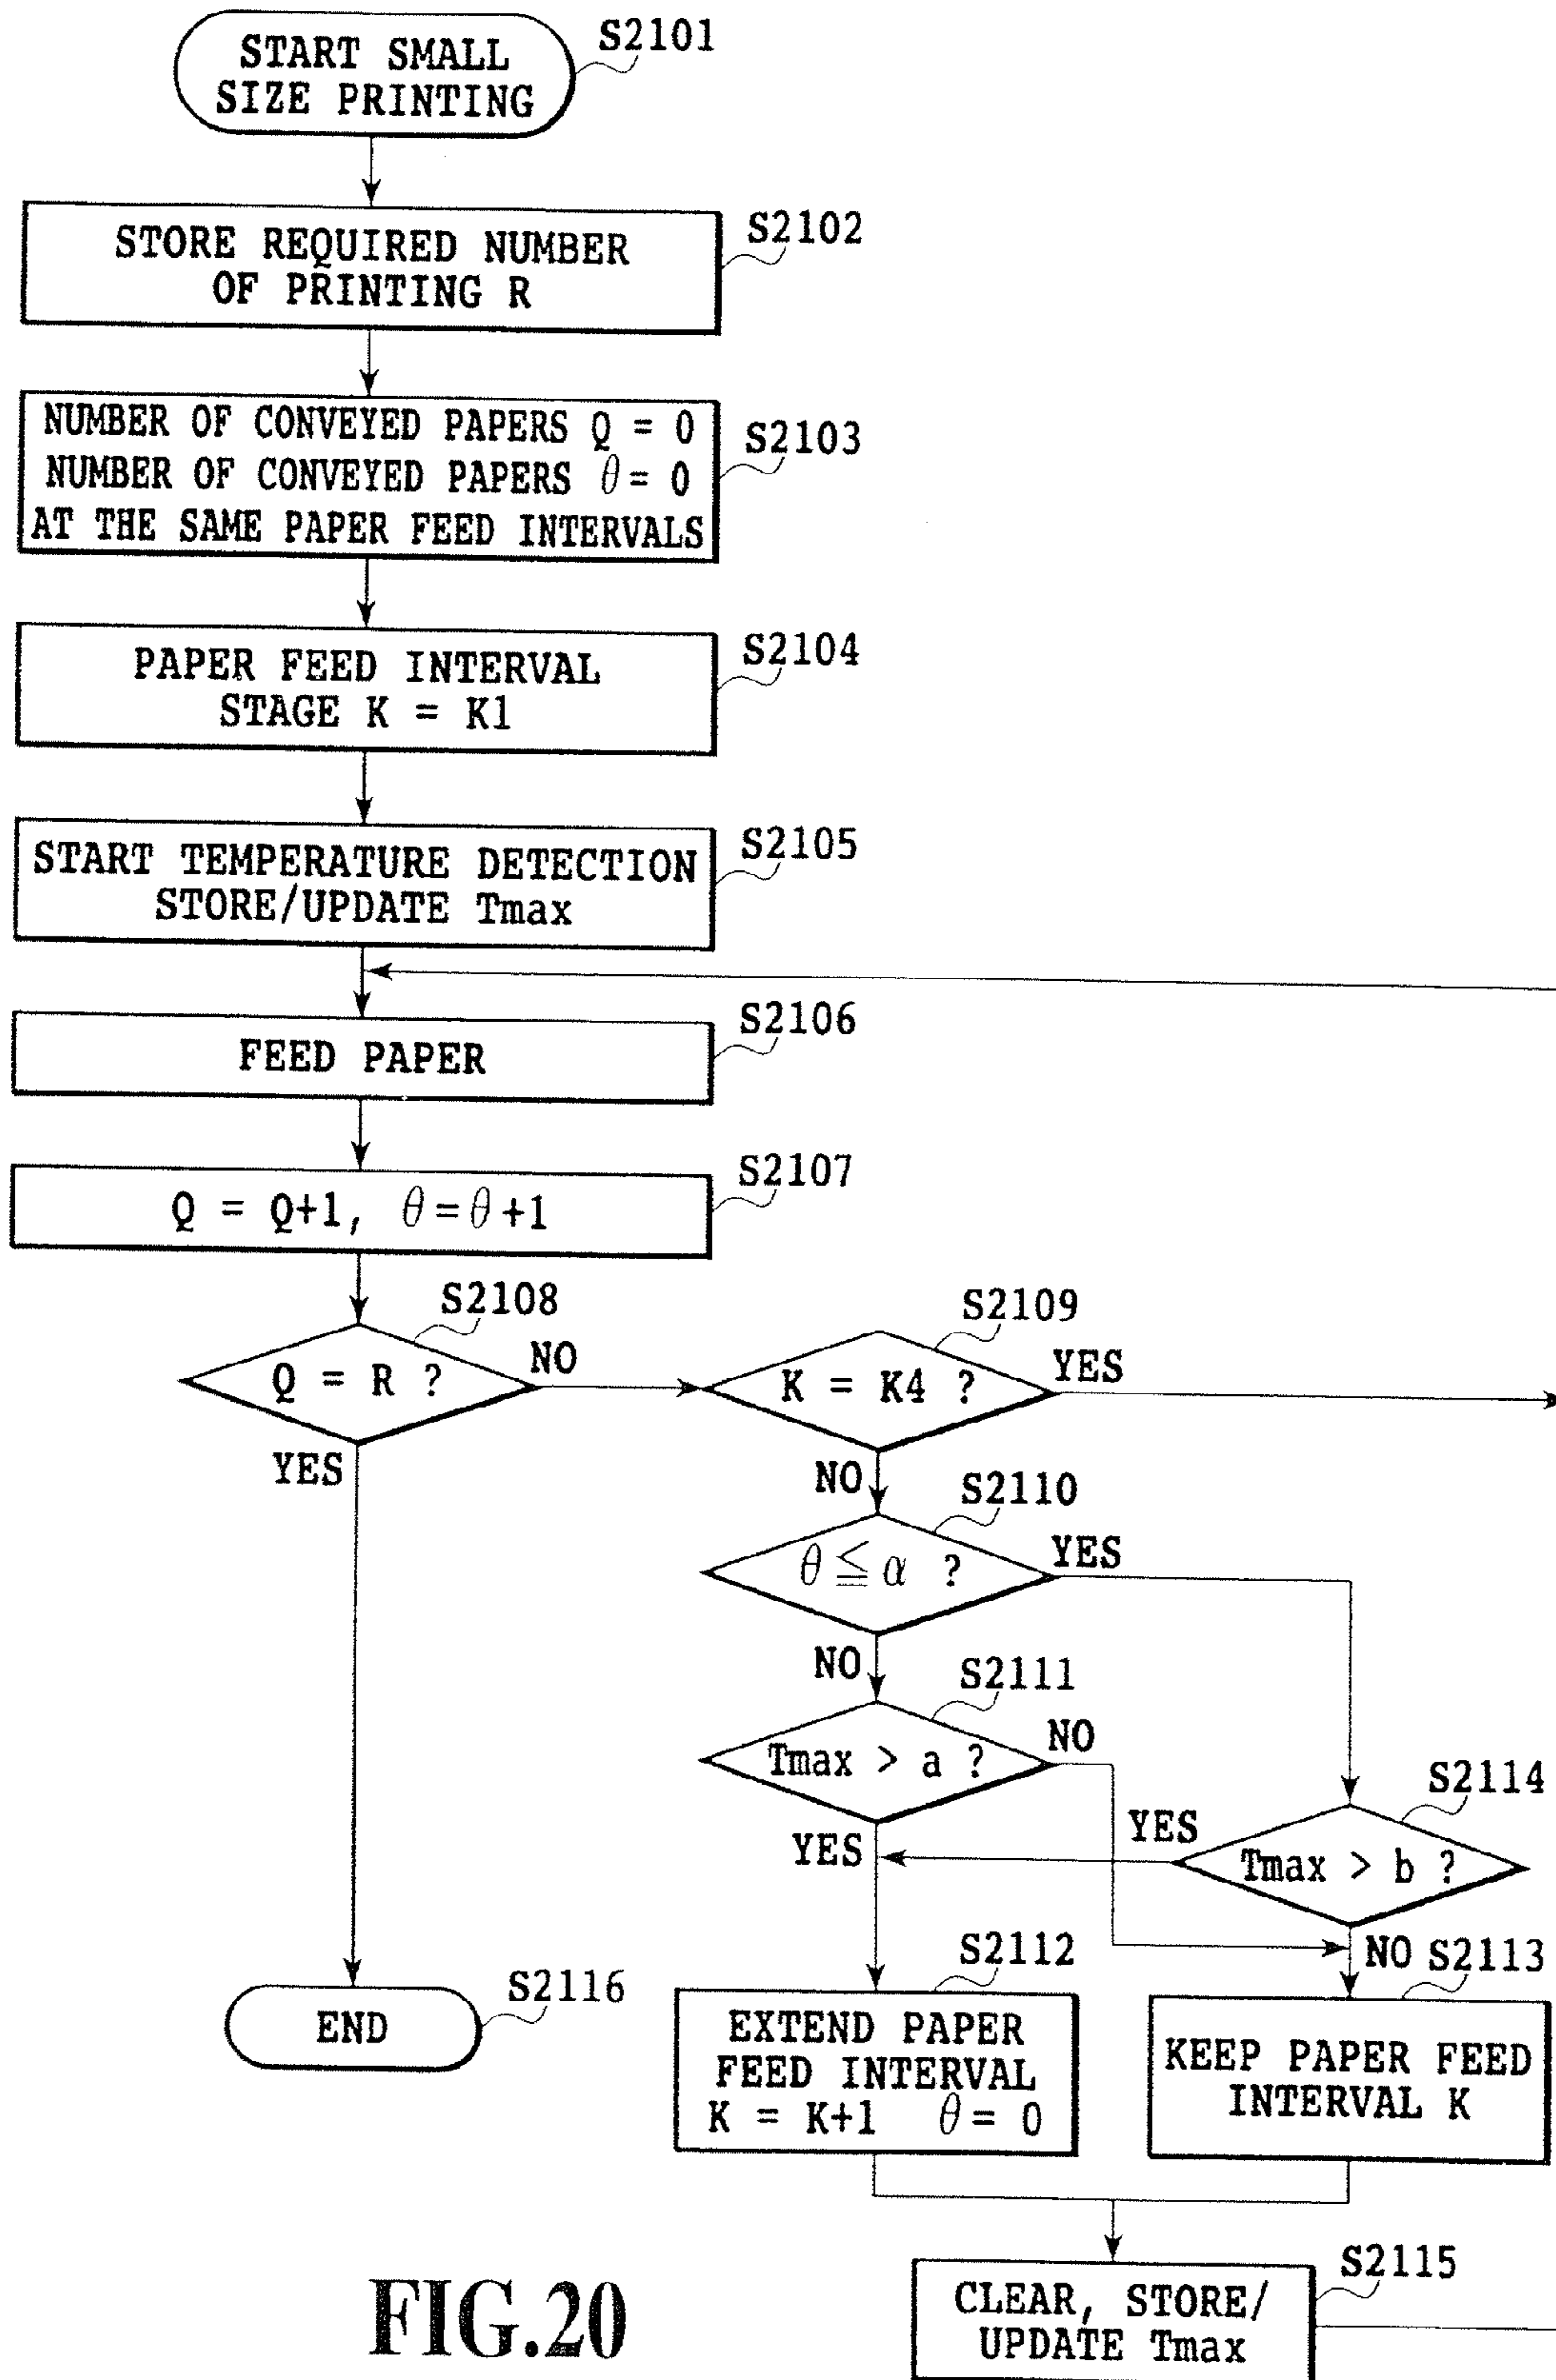 START SMALL
SIZE PRINTING
S2101
STORE REQUIRED NUMBER
OF PRINTING R
S2102
NUMBER OF CONVEYED PAPERS Q = 0
NUMBER OF CONVEYED PAPERS θ = 0
AT THE SAME PAPER FEED INTERVALS
S2103
PAPER FEED INTERVAL
STAGE K = K1
S2104
START TEMPERATURE DETECTION
STORE/UPDATE Tmax
S2105
FEED PAPER
S2106
Q = Q+1, θ = θ +1
S2107
Q = R ?
S2108
NO
YES
K = K4 ?
S2109
YES
NO
θ ≦ α ?
S2110
YES
NO
Tmax > a ?
S2111
NO
YES
Tmax > b ?
S2114
YES
NO
EXTEND PAPER
FEED INTERVAL
K = K+1 θ = 0
S2112
KEEP PAPER FEED
INTERVAL K
S2113
END
S2116
CLEAR, STORE/
UPDATE Tmax
S2115
FIG.20